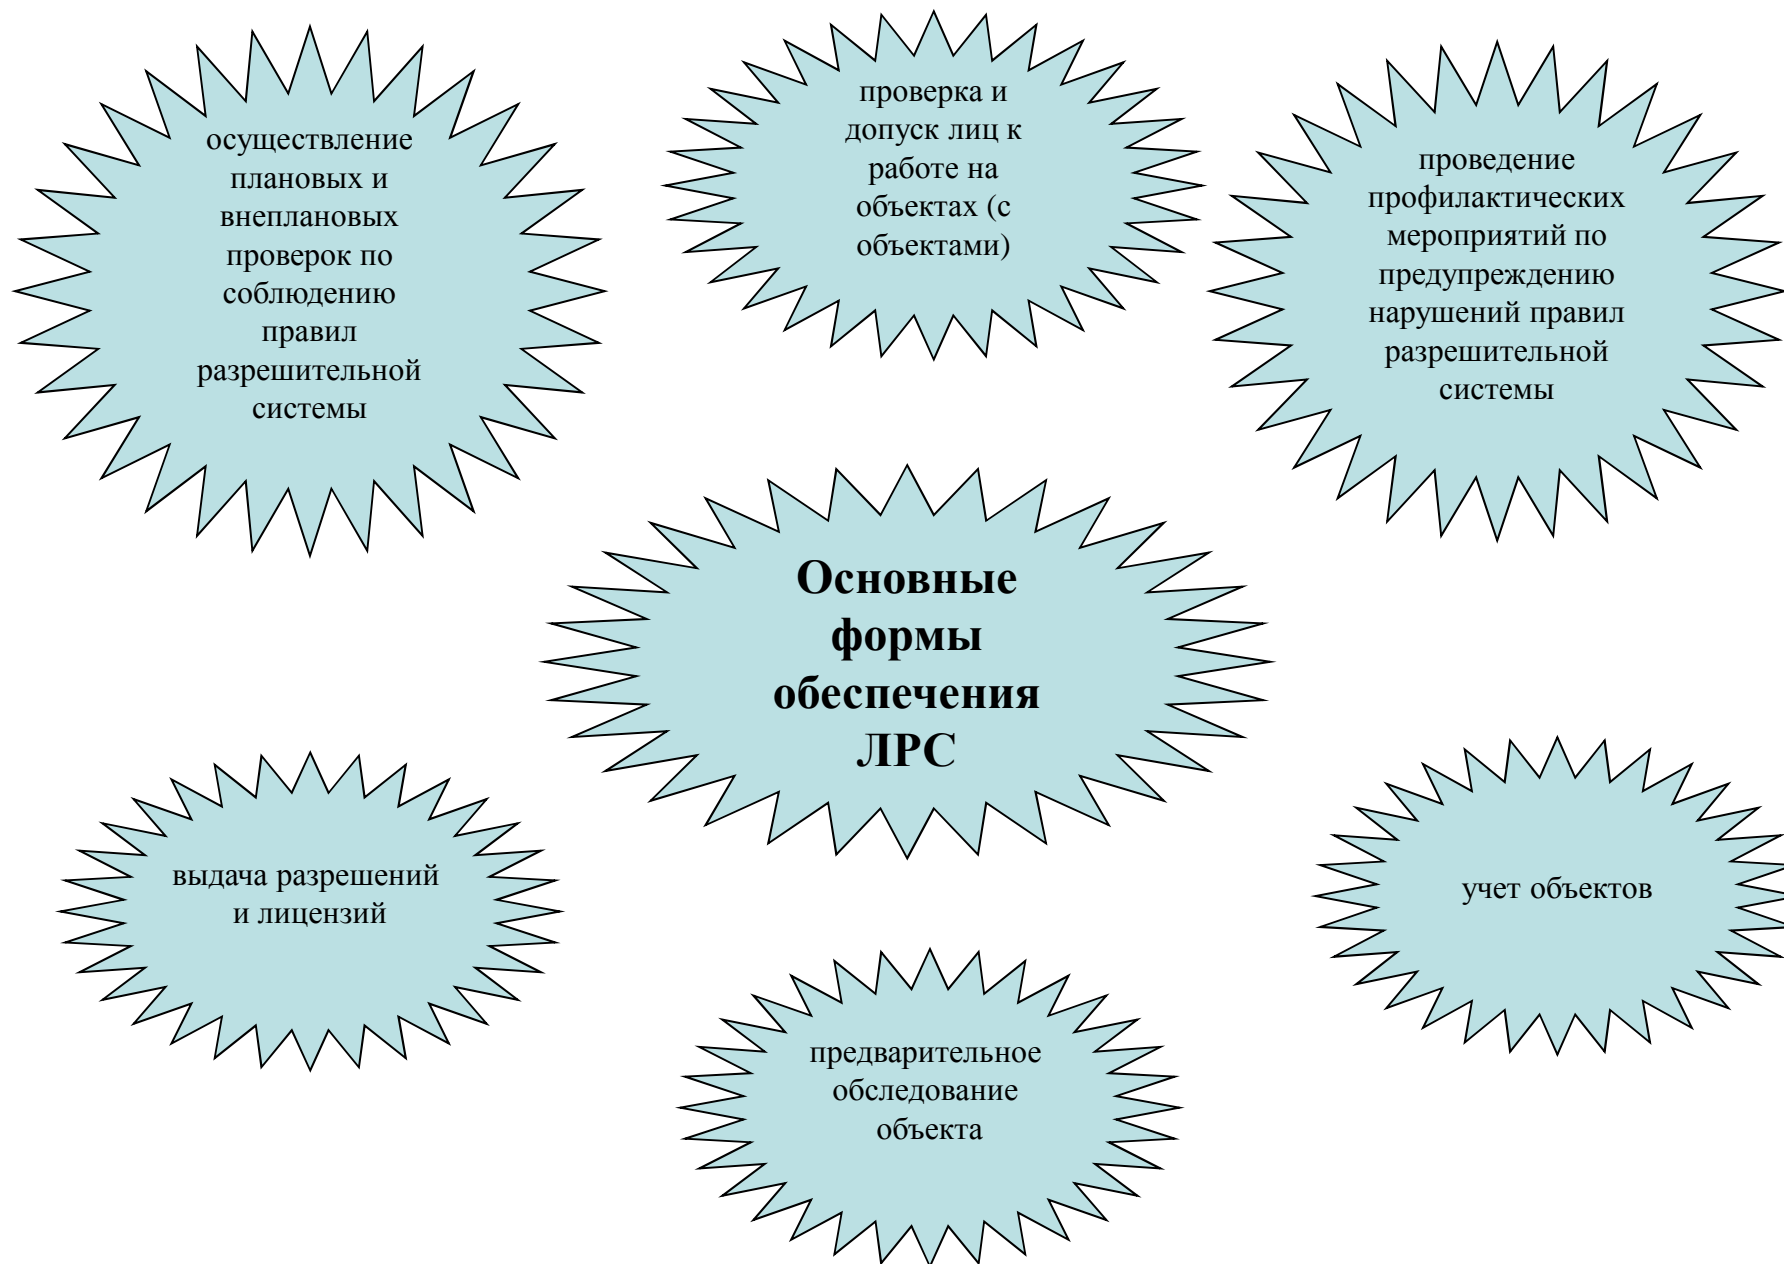 осуществление
плановых и
внеплановых
проверок по
соблюдению
правил
разрешительной
системы
проверка и
допуск лиц к
работе на
объектах (с
объектами)
проведение
профилактических
мероприятий по
предупреждению
нарушений правил
разрешительной
системы
Основные
формы
обеспечения
ЛРС
выдача разрешений
и лицензий
предварительное
обследование
объекта
учет объектов